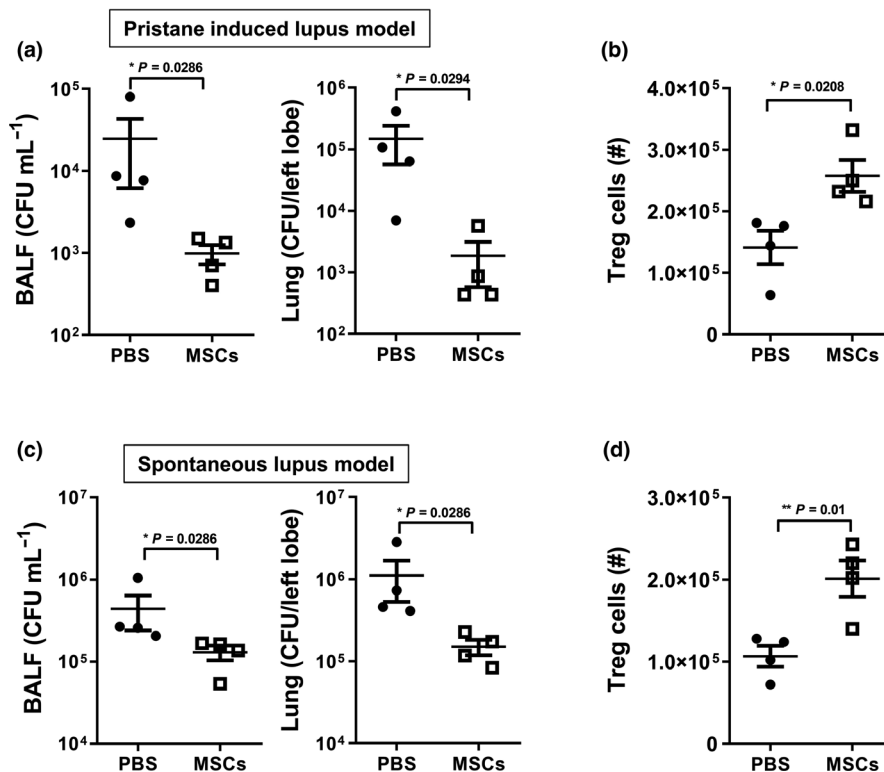 Pristane induced lupus model
(a)
BALF (CFU mL⁻¹)
10⁵
10⁴
10³
10²
* P = 0.0286
PBS
MSCs
Lung (CFU/left lobe)
10⁶
10⁵
10⁴
10³
10²
* P = 0.0294
PBS
MSCs
(b)
Treg cells (#)
4.0×10⁵
3.0×10⁵
2.0×10⁵
1.0×10⁵
0
* P = 0.0208
PBS
MSCs
(c)
Spontaneous lupus model
BALF (CFU mL⁻¹)
10⁷
10⁶
10⁵
10⁴
* P = 0.0286
PBS
MSCs
Lung (CFU/left lobe)
10⁷
10⁶
10⁵
10⁴
* P = 0.0286
PBS
MSCs
(d)
Treg cells (#)
3.0×10⁵
2.0×10⁵
1.0×10⁵
0
** P = 0.01
PBS
MSCs